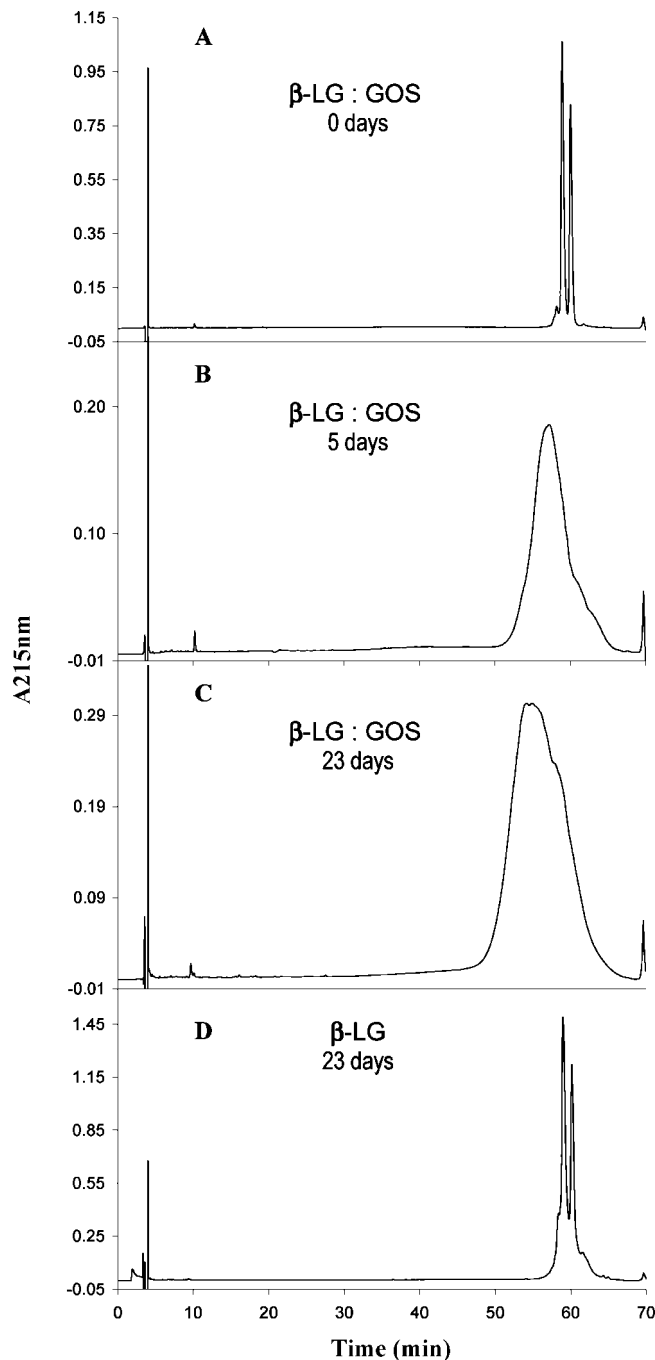 A215nm
1.15
A
β-LG : GOS
0 days
0.95
0.75
0.55
0.35
0.15
-0.05
B
β-LG : GOS
5 days
0.20
0.10
-0.01
C
β-LG : GOS
23 days
0.29
0.19
0.09
-0.01
D
β-LG
23 days
1.45
1.15
0.85
0.55
0.25
-0.05
0 10 20 30 40 50 60 70
Time (min)